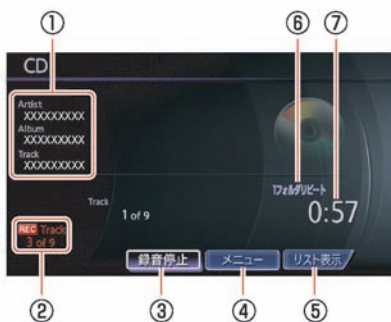 ① ⑥ ⑦
CD
Artist
XXXXXXXXX
Album
XXXXXXXXX
Track
XXXXXXXXX
1フォルダリピート
Track 1 of 9
0:57
REC Track
3 of 9
録音停止 メニュー リスト表示
② ③ ④ ⑤